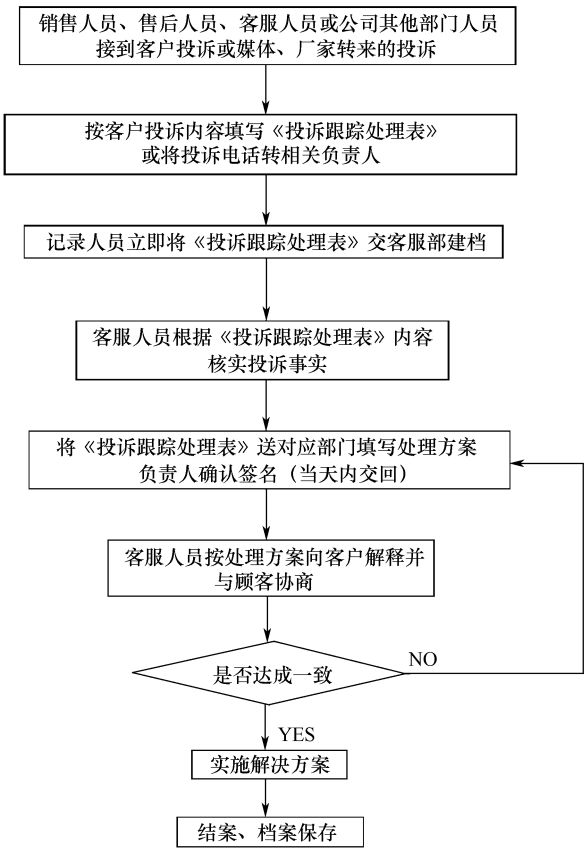 销售人员、售后人员、客服人员或公司其他部门人员
接到客户投诉或媒体、厂家转来的投诉
按客户投诉内容填写《投诉跟踪处理表》
或将投诉电话转相关负责人
记录人员立即将《投诉跟踪处理表》交客服部建档
客服人员根据《投诉跟踪处理表》内容
核实投诉事实
将《投诉跟踪处理表》送对应部门填写处理方案
负责人确认签名（当天内交回）
客服人员按处理方案向客户解释并
与顾客协商
是否达成一致
NO
YES
实施解决方案
结案、档案保存